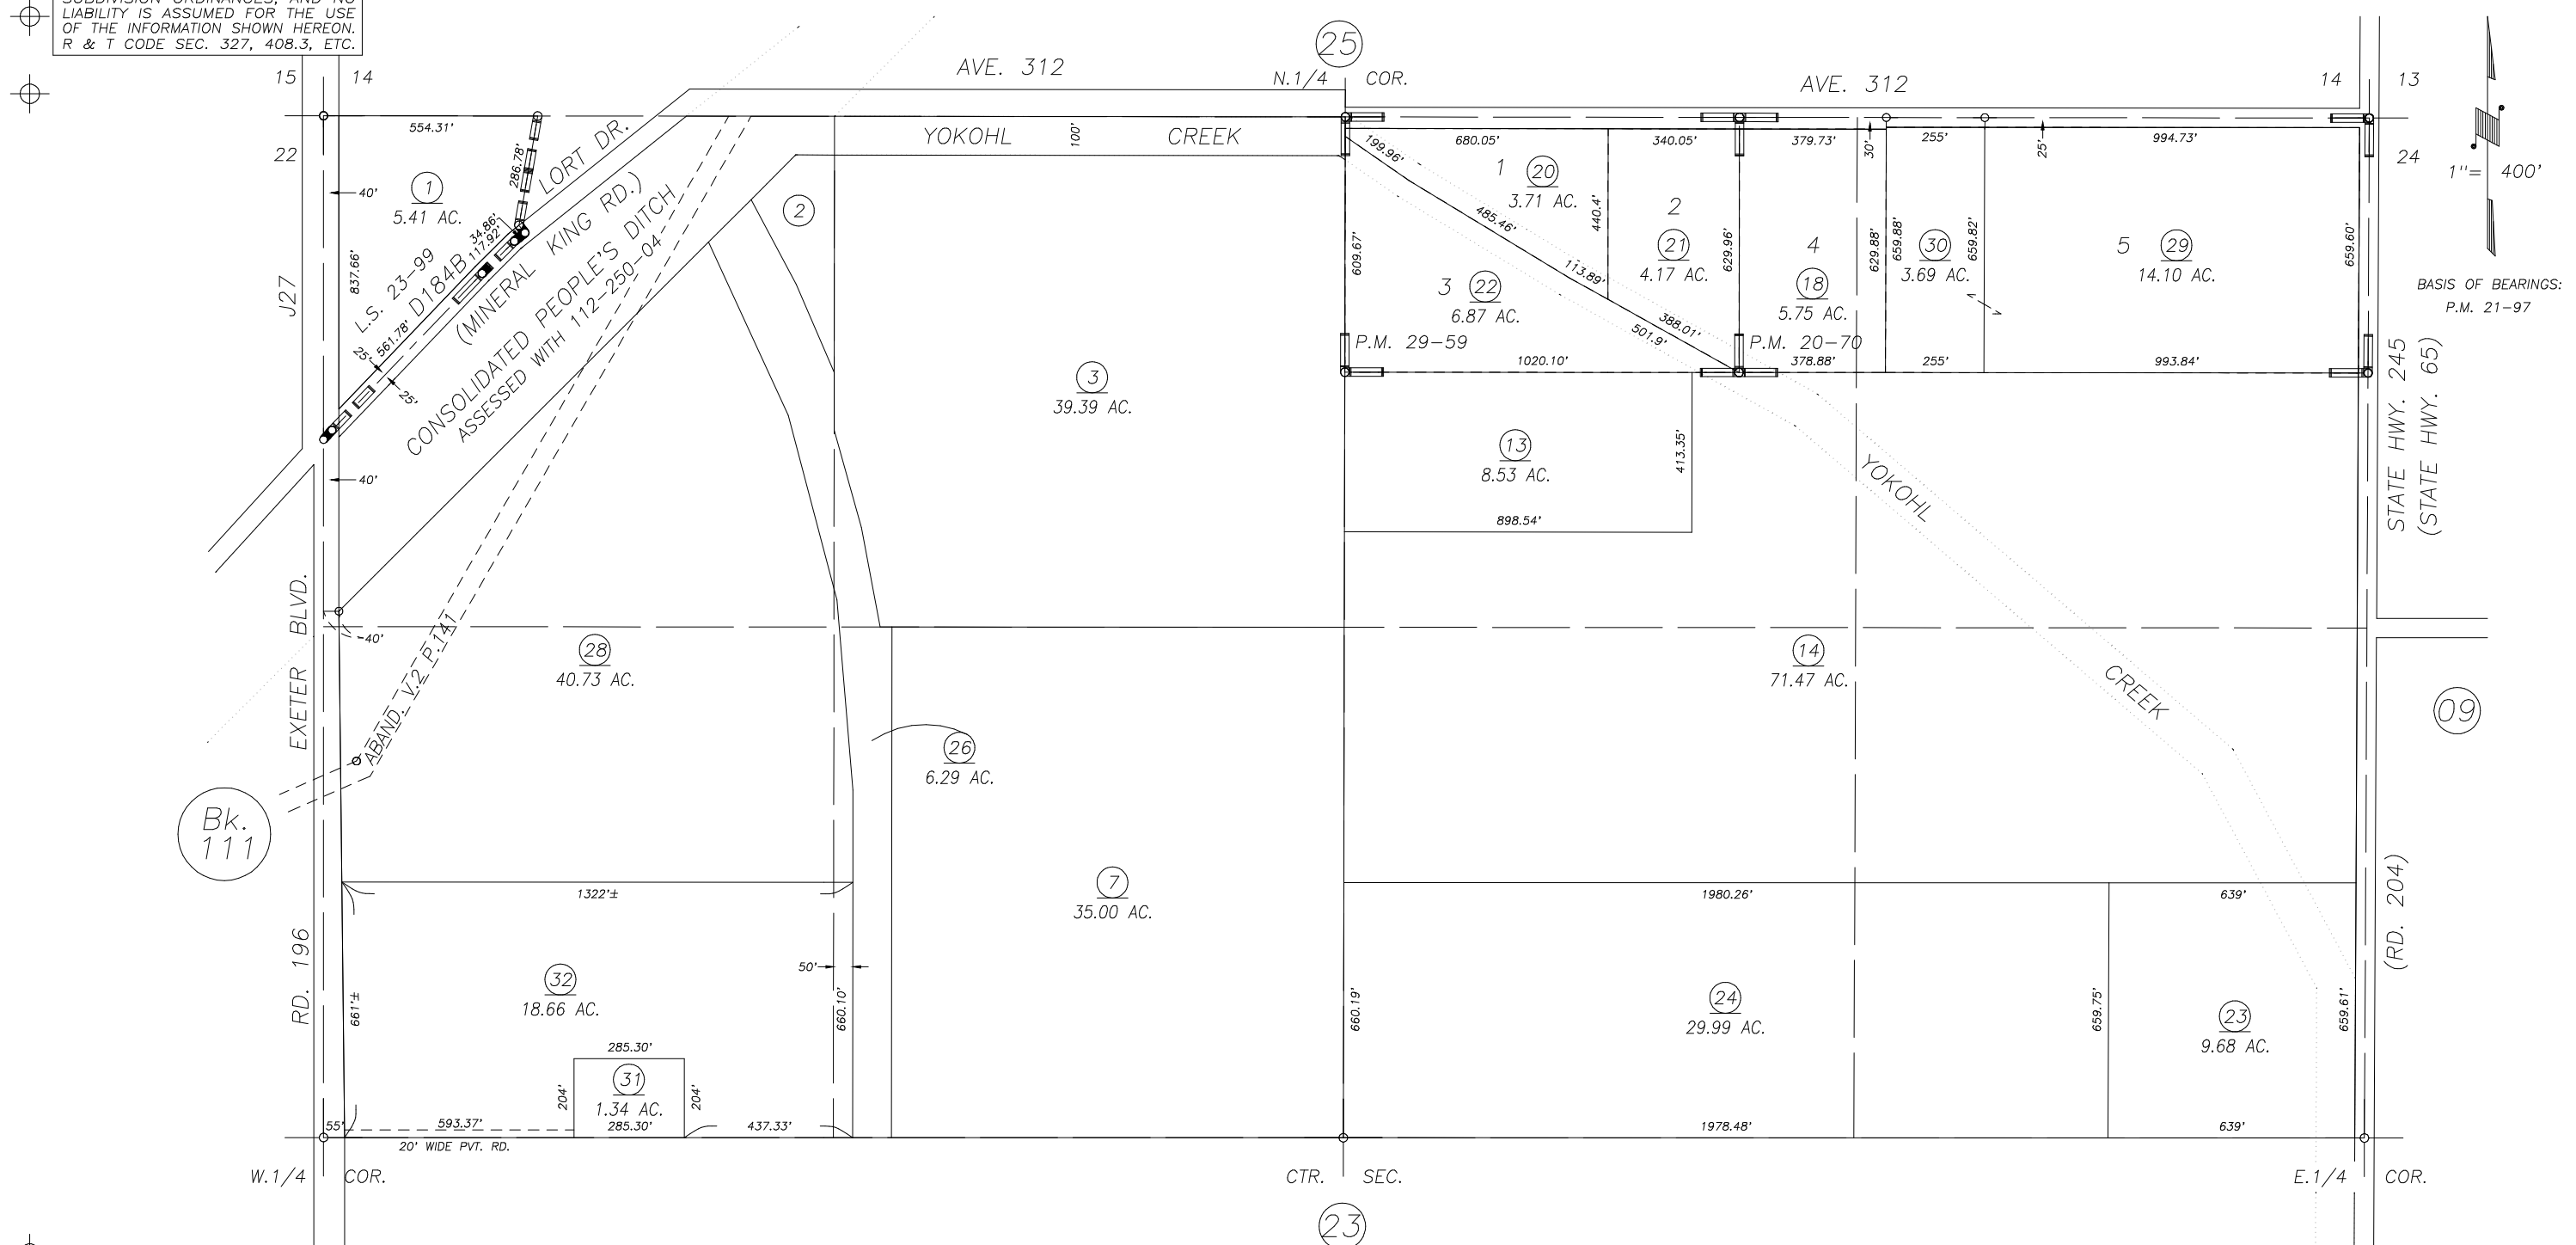 SUBDIVISION ORDINANCES, AND NO
LIABILITY IS ASSUMED FOR THE USE
OF THE INFORMATION SHOWN HEREON.
R & T CODE SEC. 327, 408.3, ETC.
25
15 14
AVE. 312
N.1/4 COR.
AVE. 312
14 13
554.31'
22
LORT DR.
YOKOHL 100' CREEK
680.05'
340.05'
379.73'
30'
255'
25'
994.73'
24
1"= 400'
40'
1
5.41 AC.
286.78'
34.86'
117.92'
(MINERAL KING RD.)
2
199.96'
1 20
3.71 AC.
440.4'
485.46'
2
21
4.17 AC.
629.96'
4
18
5.75 AC.
629.88'
659.88'
30
3.69 AC.
659.82'
5 29
14.10 AC.
659.60'
BASIS OF BEARINGS:
P.M. 21-97
J27
837.66'
L.S. 23-99
D184B
561.78'
25'
25'
CONSOLIDATED PEOPLE'S DITCH
ASSESSED WITH 112-250-04
609.67'
3 22
6.87 AC.
113.89'
388.01'
501.9'
P.M. 29-59
P.M. 20-70
1020.10'
378.88'
255'
993.84'
STATE HWY. 245
(STATE HWY. 65)
3
39.39 AC.
40'
13
8.53 AC.
413.35'
898.54'
YOKOHL
CREEK
EXETER BLVD.
40'
28
40.73 AC.
ABAND. V.2 P.141
14
71.47 AC.
09
26
6.29 AC.
Bk.
111
1322'±
7
35.00 AC.
1980.26'
639'
(RD. 204)
RD. 196
661'±
32
18.66 AC.
50'
660.10'
660.19'
24
29.99 AC.
659.75'
23
9.68 AC.
659.61'
285.30'
204'
31
1.34 AC.
204'
55'
593.37'
285.30'
437.33'
1978.48'
639'
20' WIDE PVT. RD.
W.1/4 COR.
CTR. SEC.
E.1/4 COR.
23